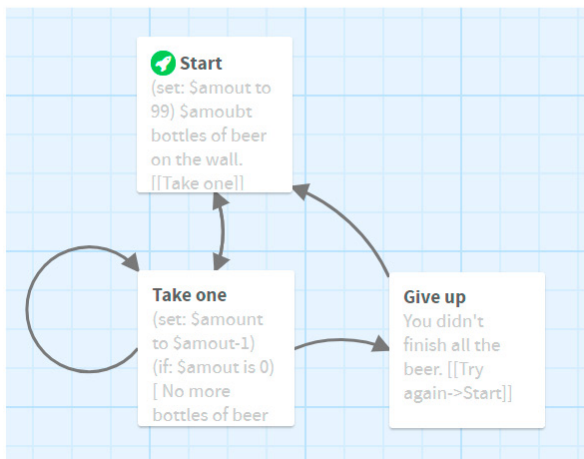 Start
(set: $amout to
99) $amoubt
bottles of beer
on the wall.
[[Take one]]
Take one
(set: $amount
to $amout-1)
(if: $amout is 0)
[ No more
bottles of beer
Give up
You didn't
finish all the
beer. [[Try
again->Start]]